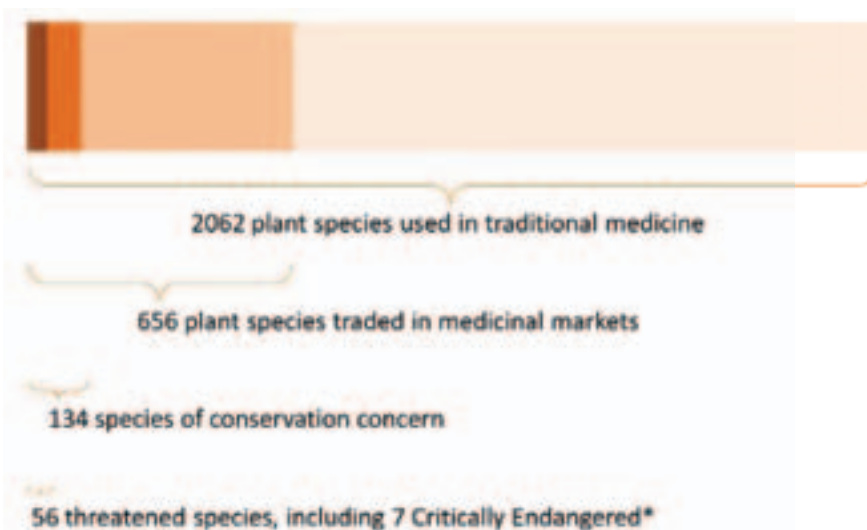 2062 plant species used in traditional medicine
656 plant species traded in medicinal markets
134 species of conservation concern
56 threatened species, including 7 Critically Endangered*